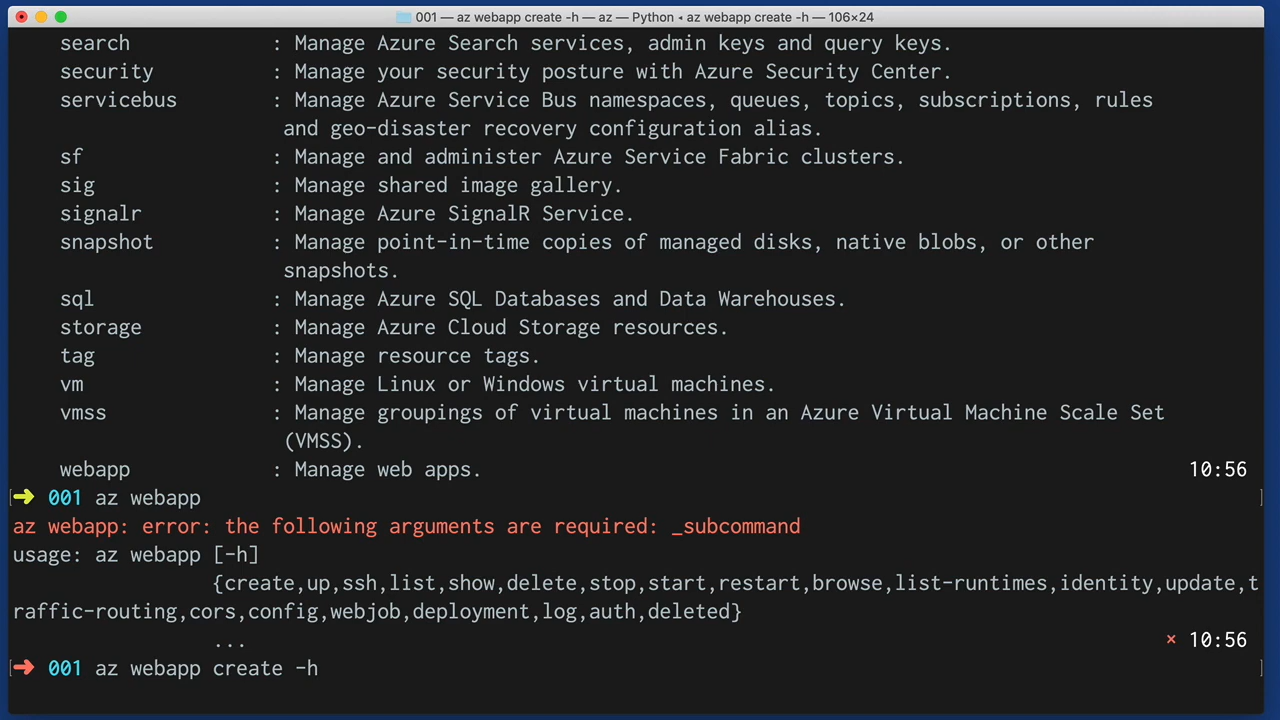 001 — az webapp create -h — az — Python ◂ az webapp create -h — 106×24
search : Manage Azure Search services, admin keys and query keys.
security : Manage your security posture with Azure Security Center.
servicebus : Manage Azure Service Bus namespaces, queues, topics, subscriptions, rules
and geo-disaster recovery configuration alias.
sf : Manage and administer Azure Service Fabric clusters.
sig : Manage shared image gallery.
signalr : Manage Azure SignalR Service.
snapshot : Manage point-in-time copies of managed disks, native blobs, or other
snapshots.
sql : Manage Azure SQL Databases and Data Warehouses.
storage : Manage Azure Cloud Storage resources.
tag : Manage resource tags.
vm : Manage Linux or Windows virtual machines.
vmss : Manage groupings of virtual machines in an Azure Virtual Machine Scale Set
(VMSS).
webapp : Manage web apps. 10:56
[➜ 001 az webapp ]
az webapp: error: the following arguments are required: _subcommand
usage: az webapp [-h]
{create,up,ssh,list,show,delete,stop,start,restart,browse,list-runtimes,identity,update,t
raffic-routing,cors,config,webjob,deployment,log,auth,deleted}
... × 10:56
[➜ 001 az webapp create -h ]